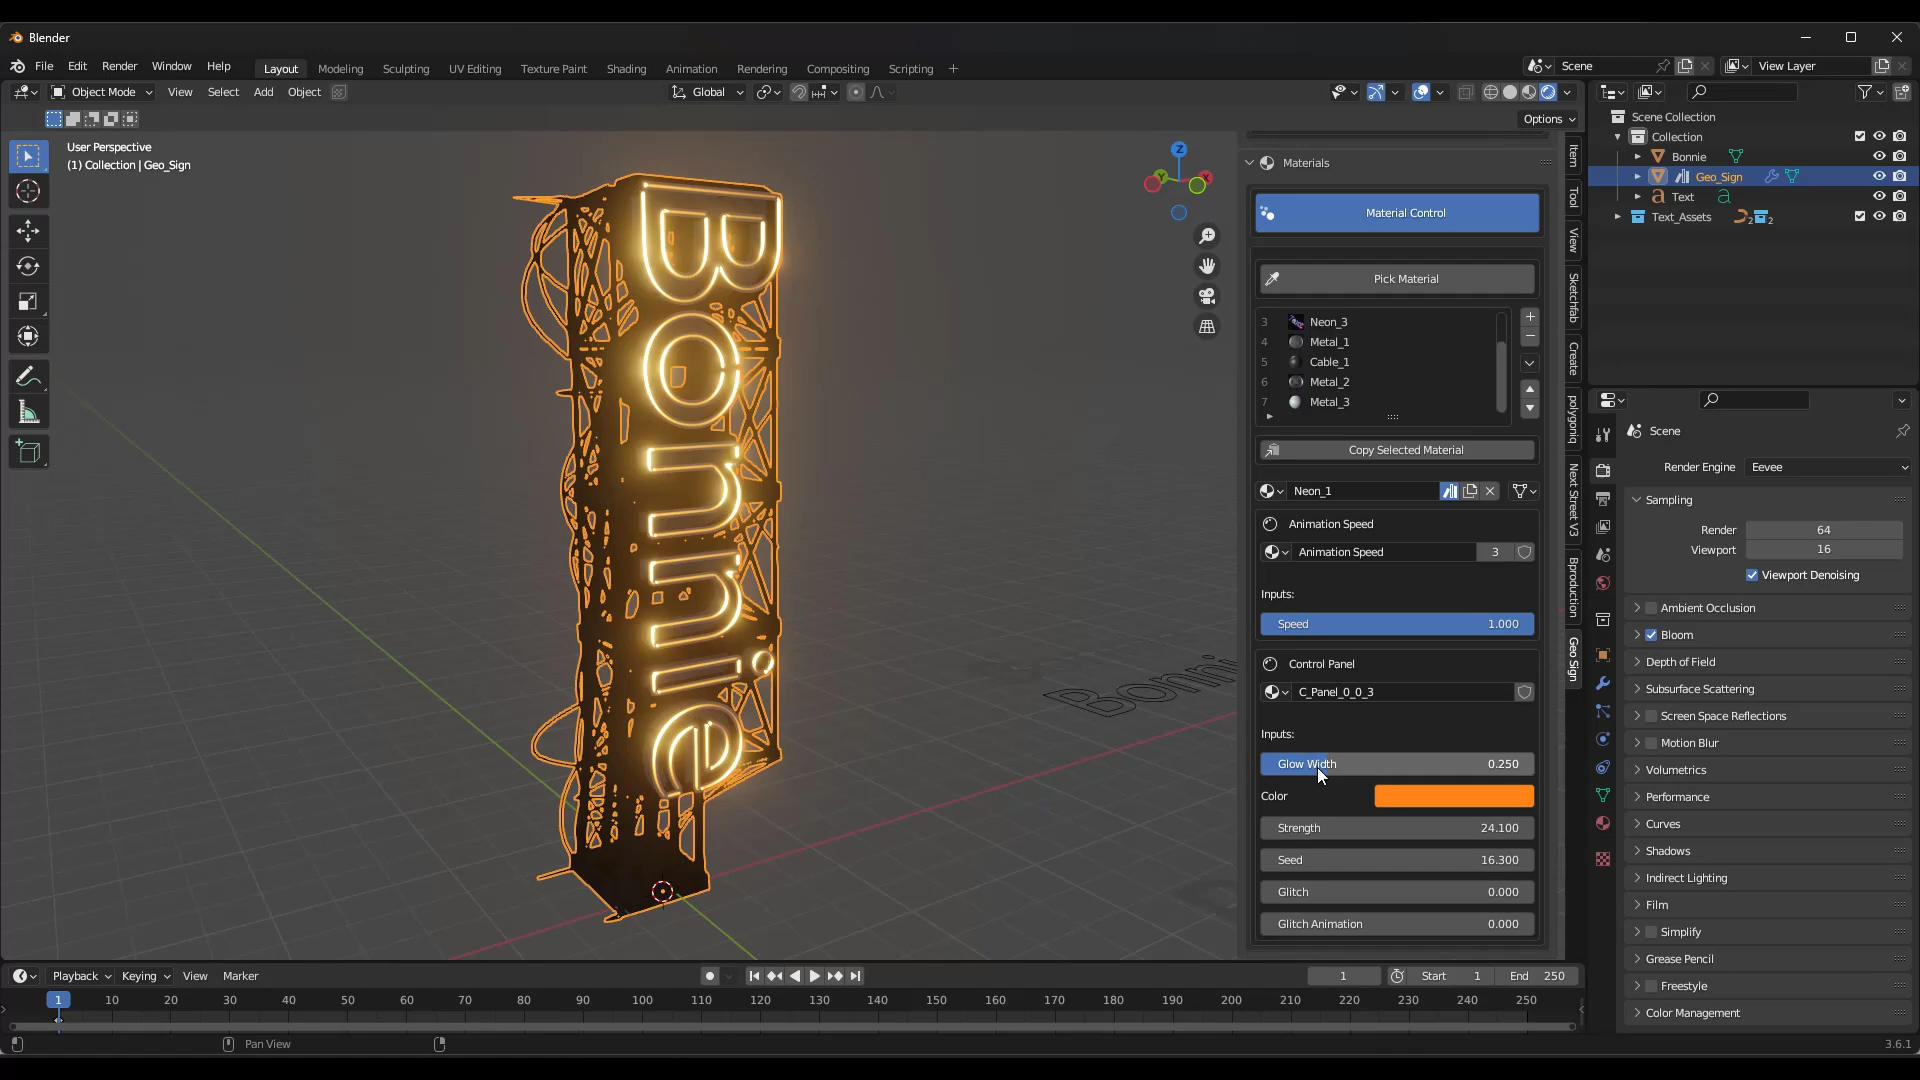 Blender
File Edit Render Window Help Layout Modeling Sculpting UV Editing Texture Paint Shading Animation Rendering Compositing Scripting + Scene View Layer
Object Mode View Select Add Object Global
Options
User Perspective
(1) Collection | Geo_Sign
Bonnie
Bonni
Z
Y
X
Materials
Material Control
Pick Material
3 Neon_3
4 Metal_1
5 Cable_1
6 Metal_2
7 Metal_3
Copy Selected Material
Neon_1
Animation Speed
Animation Speed 3
Inputs:
Speed 1.000
Control Panel
C_Panel_0_0_3
Inputs:
Glow Width 0.250
Color
Strength 24.100
Seed 16.300
Glitch 0.000
Glitch Animation 0.000
Item
Tool
View
Sketchfab
Create
polygoniq
Next Street V3
Bproduction
Geo Sign
Scene Collection
Collection
Bonnie
Geo_Sign
Text
Text_Assets 2 2
Scene
Render Engine Eevee
Sampling
Render 64
Viewport 16
Viewport Denoising
Ambient Occlusion
Bloom
Depth of Field
Subsurface Scattering
Screen Space Reflections
Motion Blur
Volumetrics
Performance
Curves
Shadows
Indirect Lighting
Film
Simplify
Grease Pencil
Freestyle
Color Management
Playback Keying View Marker 1 Start 1 End 250
1 10 20 30 40 50 60 70 80 90 100 110 120 130 140 150 160 170 180 190 200 210 220 230 240 250
Pan View
3.6.1